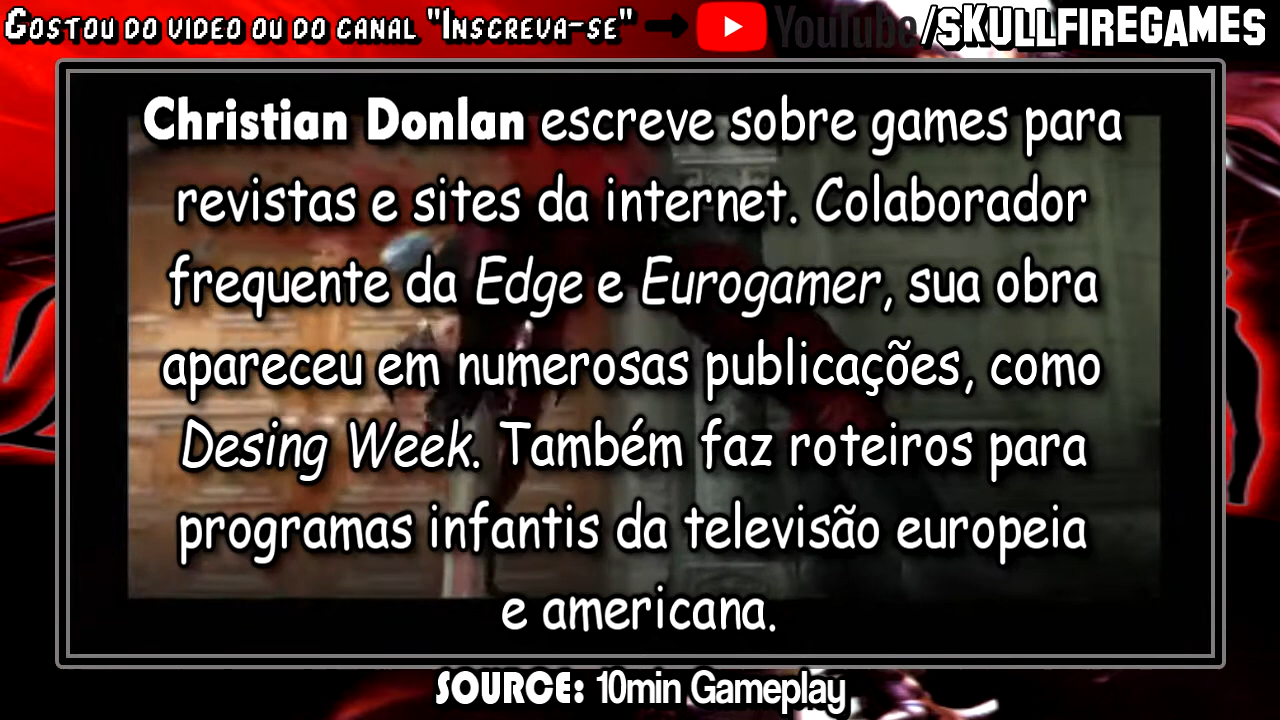 Gostou do video ou do canal "Inscreva-se" YouTube/SKULLFIREGAMES
Christian Donlan escreve sobre games para
revistas e sites da internet. Colaborador
frequente da Edge e Eurogamer, sua obra
apareceu em numerosas publicações, como
Desing Week. Também faz roteiros para
programas infantis da televisão europeia
e americana.
SOURCE: 10min Gameplay